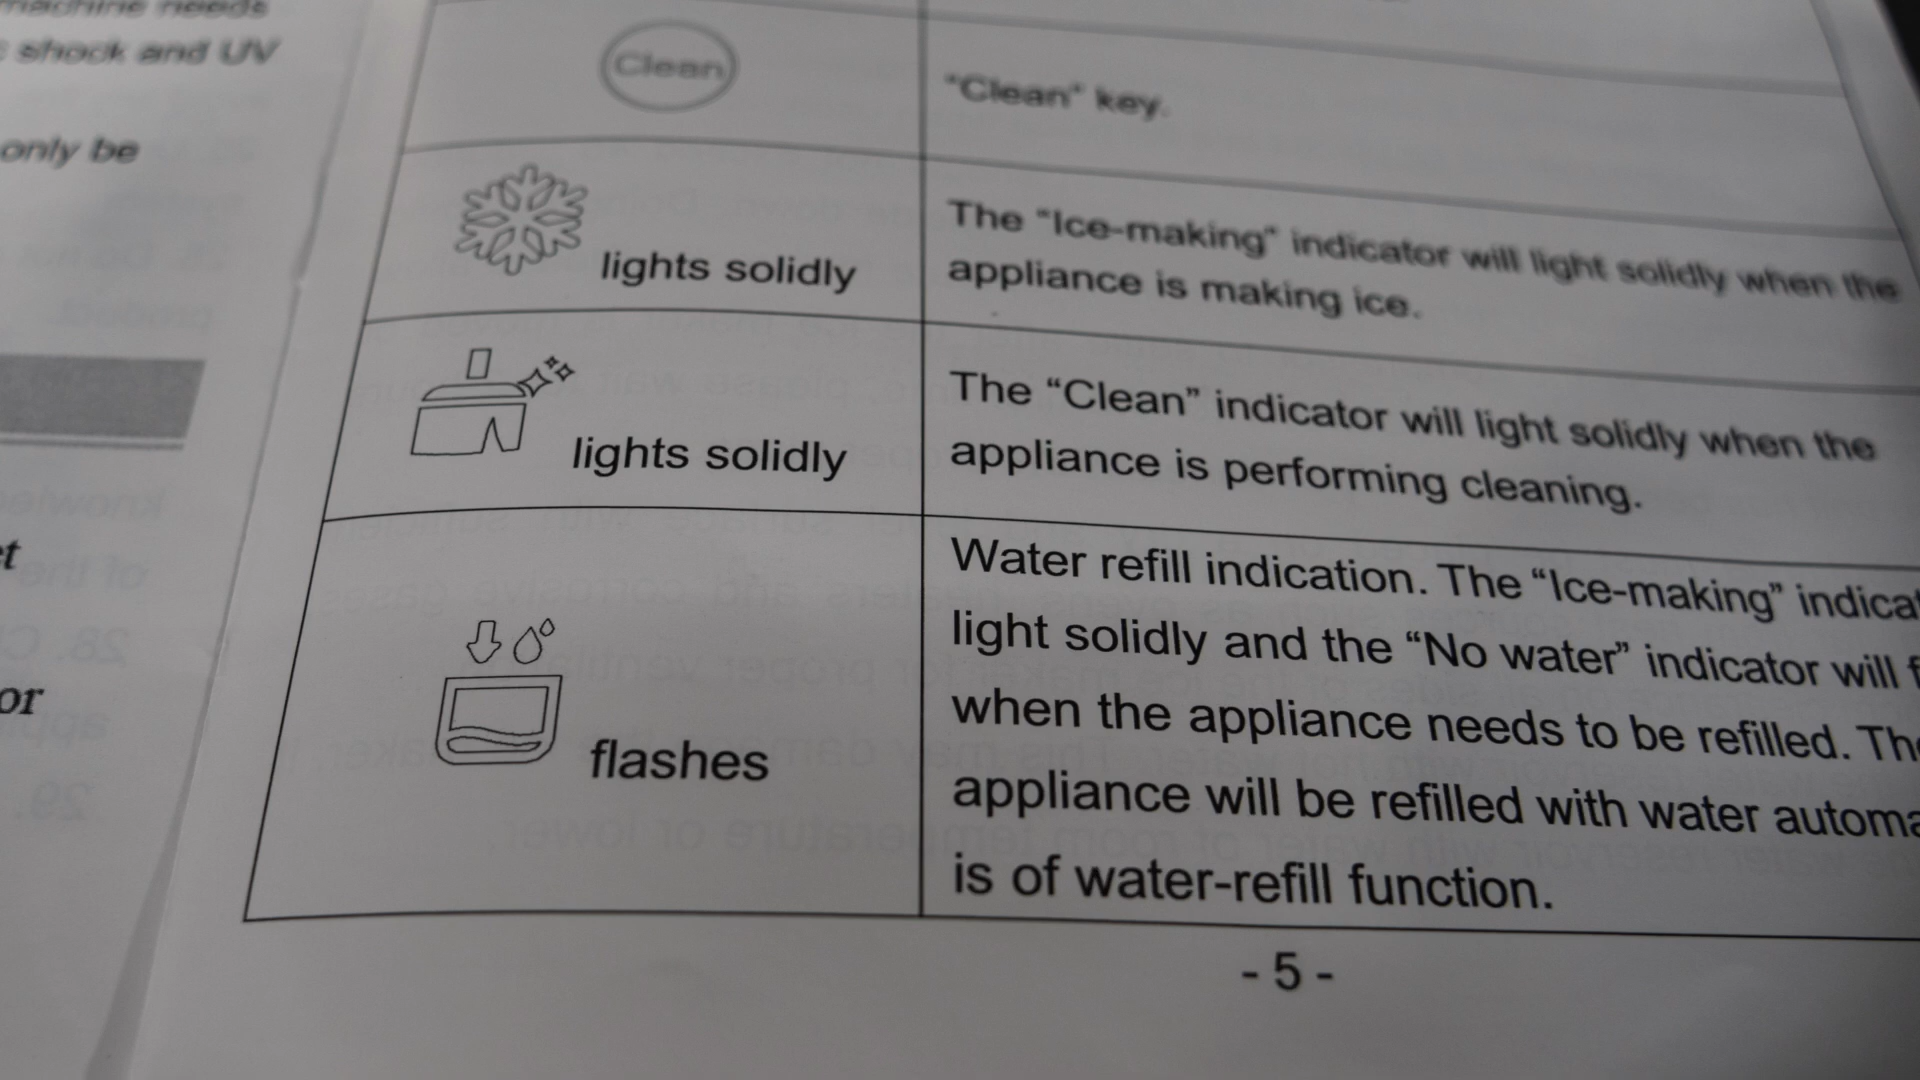 machine needs
shock and UV
only be
or
Clean
"Clean" key.
lights solidly
The “Ice-making” indicator will light solidly when the
appliance is making ice.
lights solidly
The “Clean” indicator will light solidly when the
appliance is performing cleaning.
flashes
Water refill indication. The “Ice-making” indicat
light solidly and the “No water” indicator will f
when the appliance needs to be refilled. The
appliance will be refilled with water automa
is of water-refill function.
- 5 -